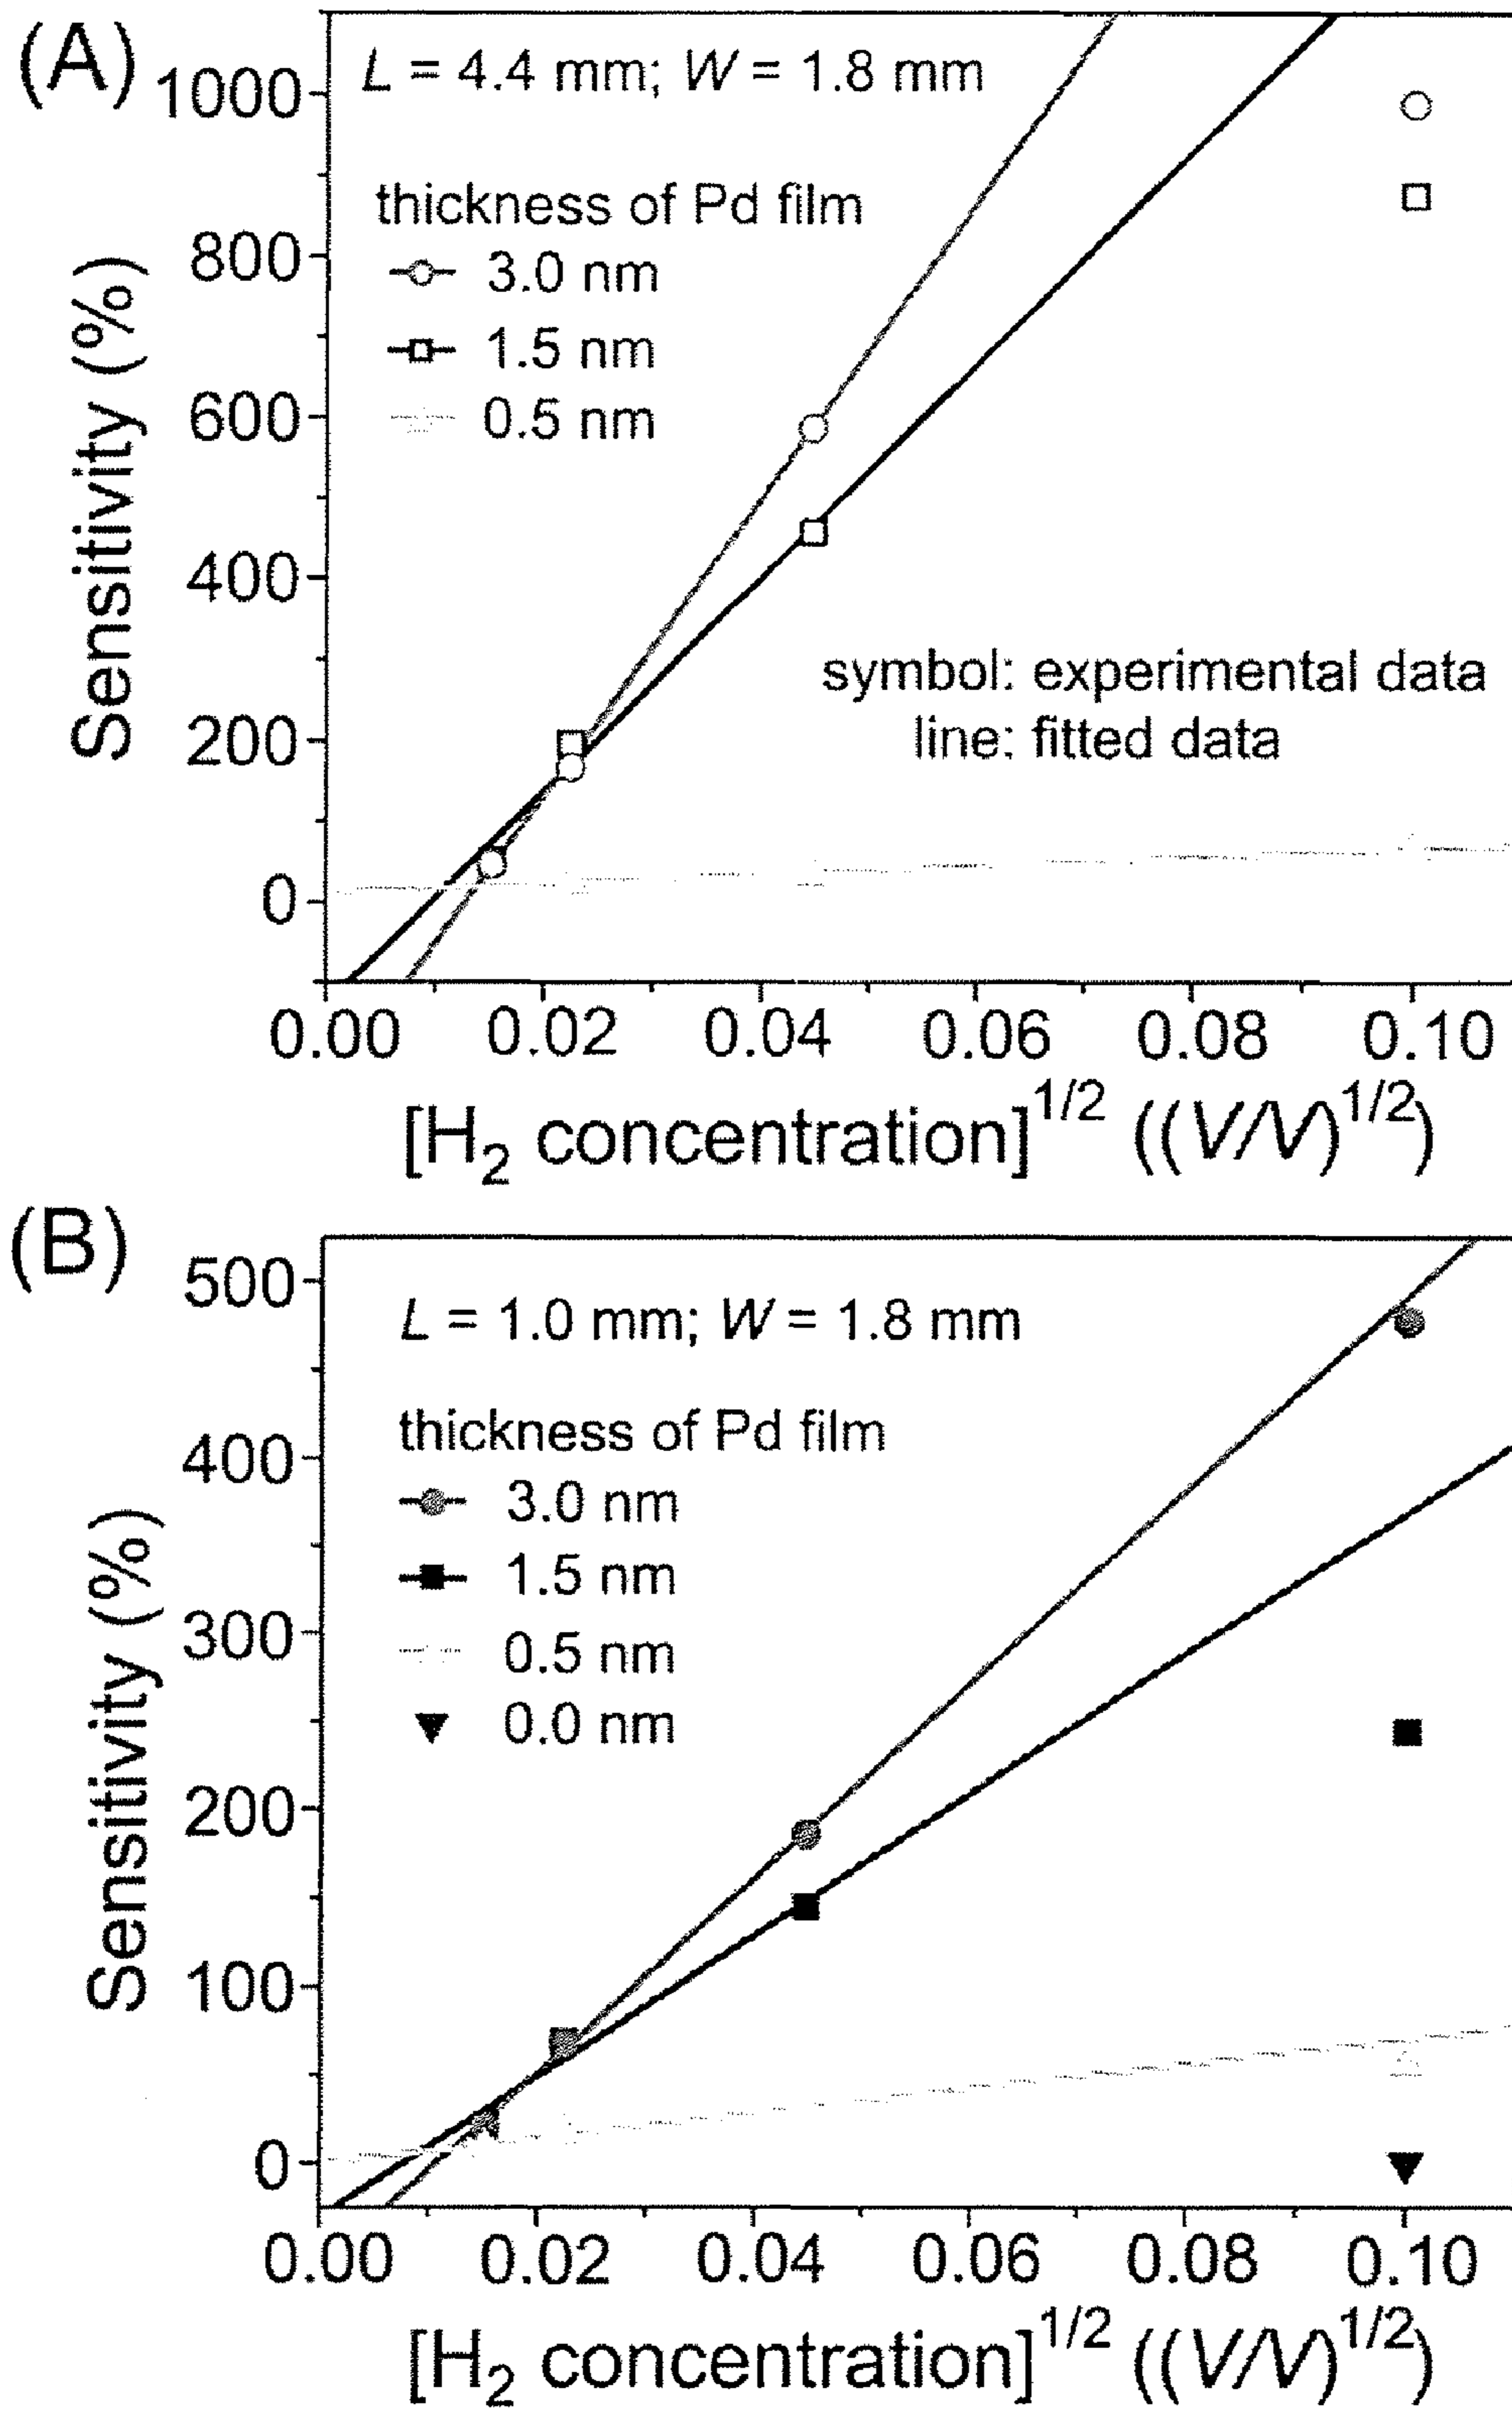 (A)
L = 4.4 mm; W = 1.8 mm
thickness of Pd film
3.0 nm
1.5 nm
0.5 nm
symbol: experimental data
line: fitted data
Sensitivity (%)
1000
800
600
400
200
0
0.00 0.02 0.04 0.06 0.08 0.10
[H₂ concentration]^1/2 ((V/V)^1/2)
(B)
L = 1.0 mm; W = 1.8 mm
thickness of Pd film
3.0 nm
1.5 nm
0.5 nm
0.0 nm
Sensitivity (%)
500
400
300
200
100
0
0.00 0.02 0.04 0.06 0.08 0.10
[H₂ concentration]^1/2 ((V/V)^1/2)